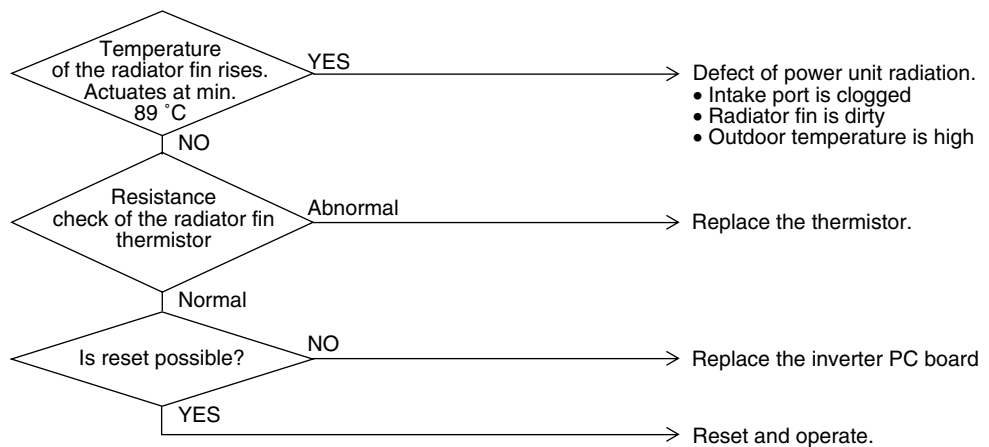 Temperature
of the radiator fin rises.
Actuates at min.
89 ˚C
YES
Defect of power unit radiation.
• Intake port is clogged
• Radiator fin is dirty
• Outdoor temperature is high
NO
Resistance
check of the radiator fin
thermistor
Abnormal
Replace the thermistor.
Normal
Is reset possible?
NO
Replace the inverter PC board
YES
Reset and operate.